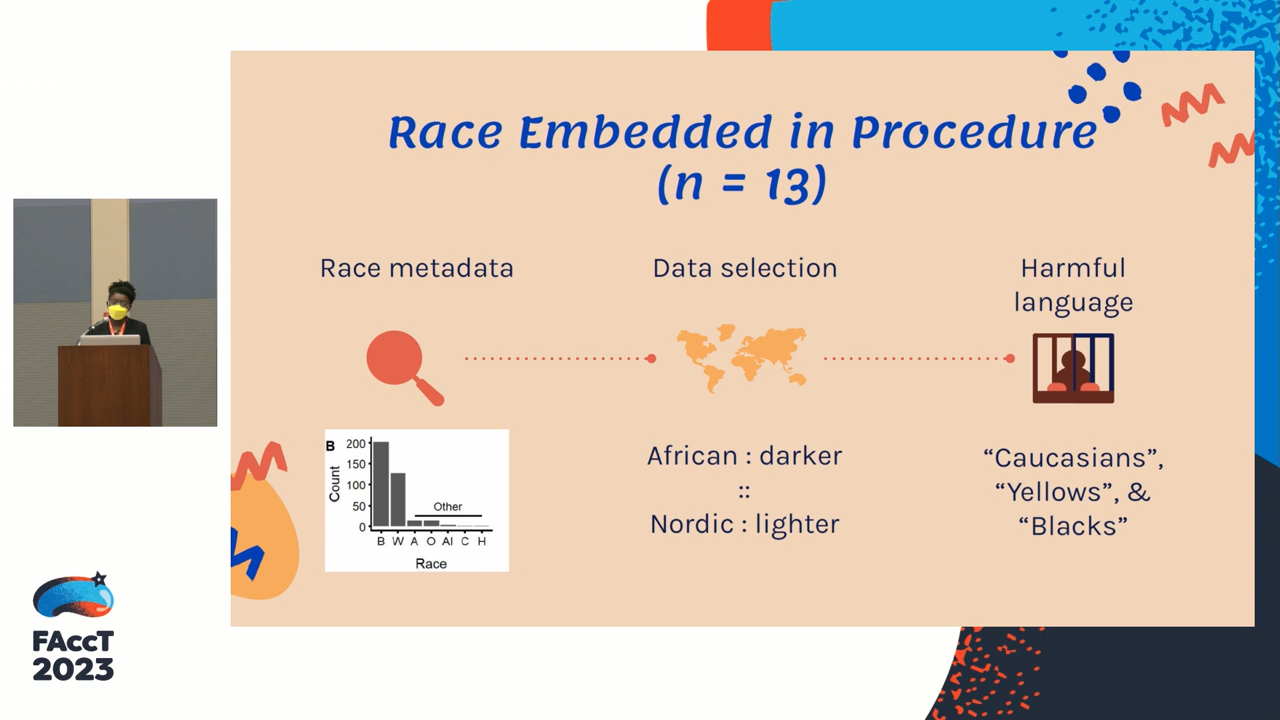 Race Embedded in Procedure
(n = 13)
Race metadata
Data selection
Harmful
language
B
200
150
100
50
0
Count
Other
B W A O AI C H
Race
African : darker
::
Nordic : lighter
“Caucasians”,
“Yellows”, &
“Blacks”
FAccT
2023